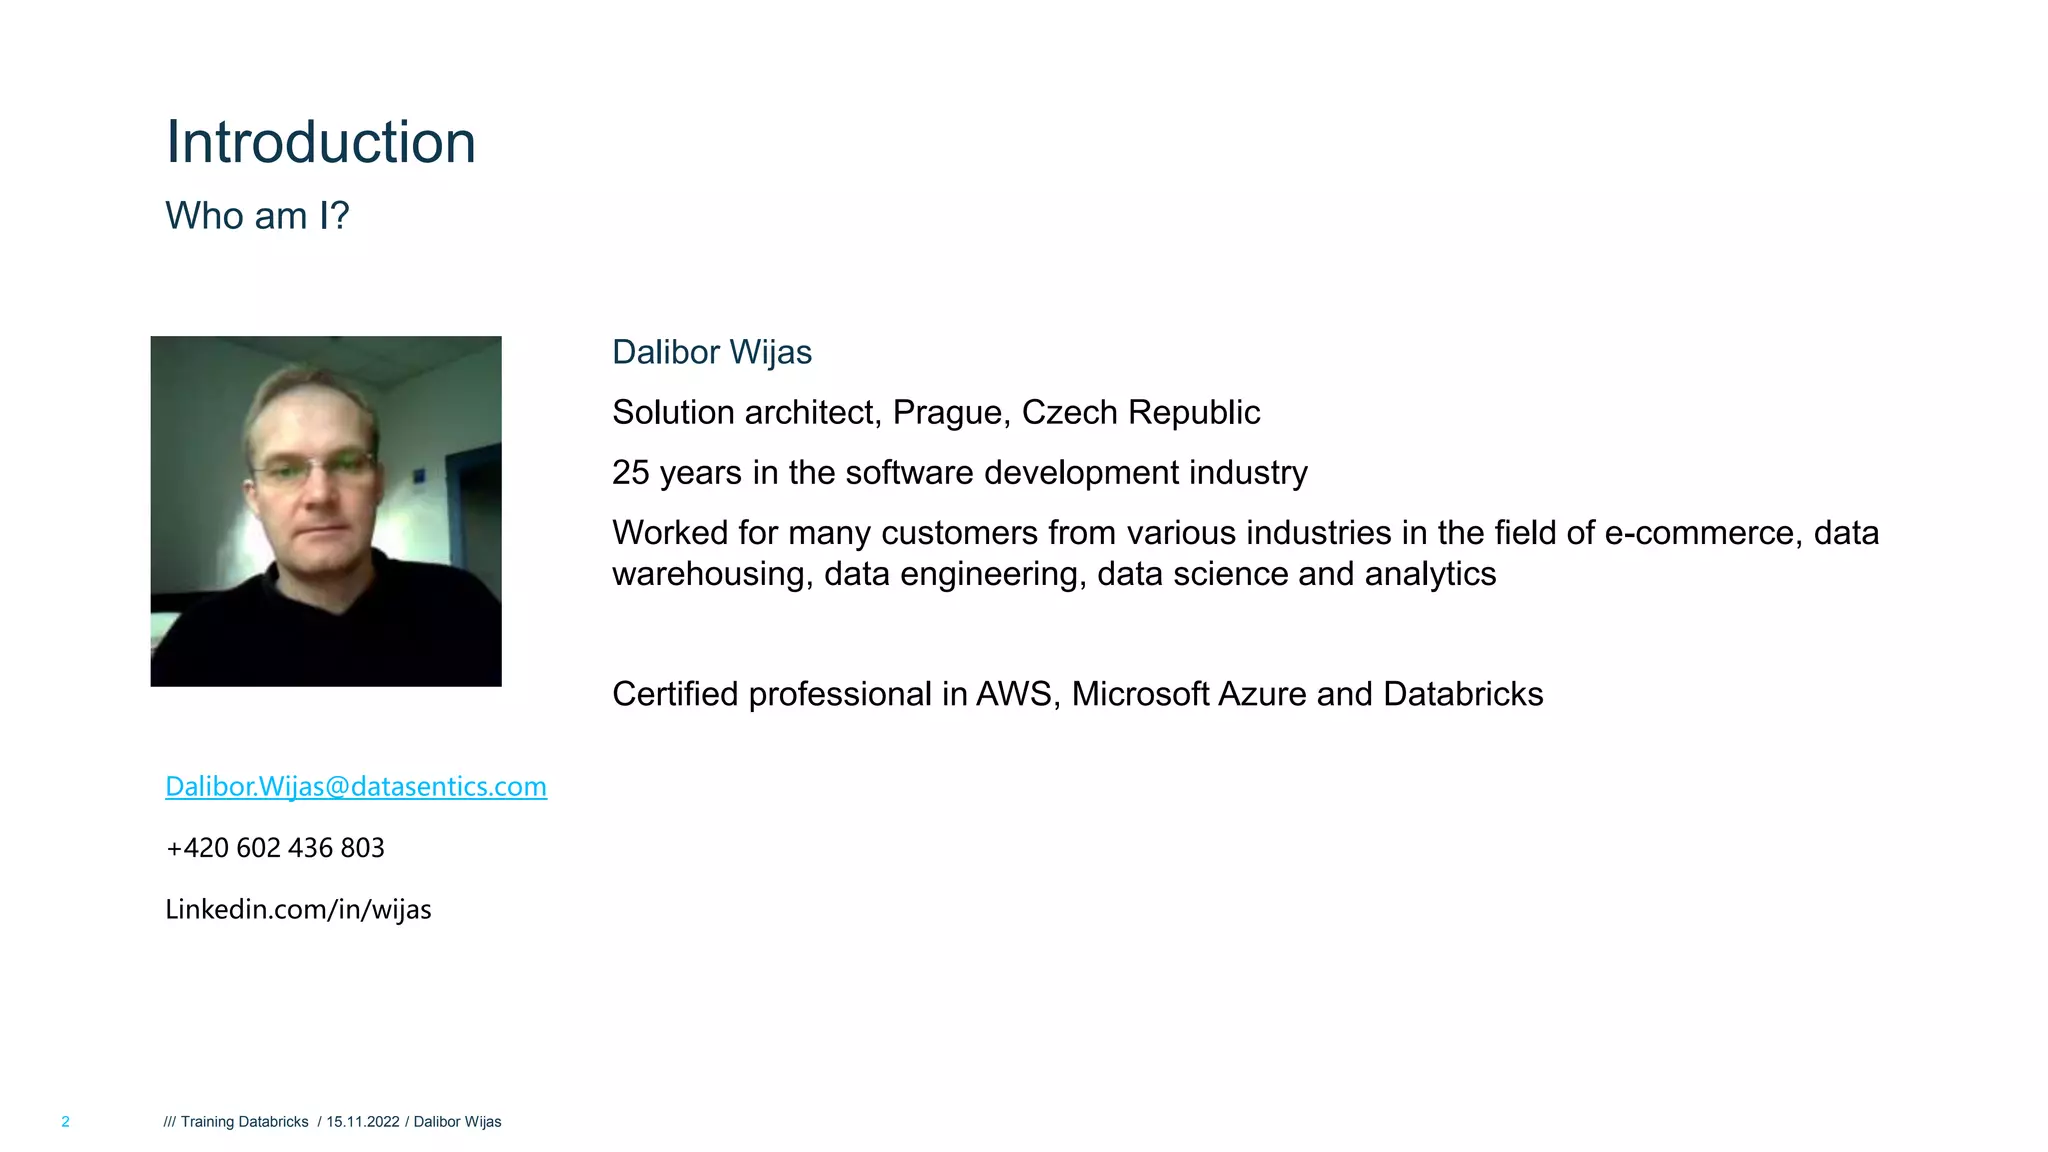 Introduction
Who am I?
Dalibor Wijas
Solution architect, Prague, Czech Republic
25 years in the software development industry
Worked for many customers from various industries in the field of e-commerce, data
warehousing, data engineering, data science and analytics
Certified professional in AWS, Microsoft Azure and Databricks
Dalibor.Wijas@datasentics.com
+420 602 436 803
Linkedin.com/in/wijas
2 /// Training Databricks / 15.11.2022 / Dalibor Wijas